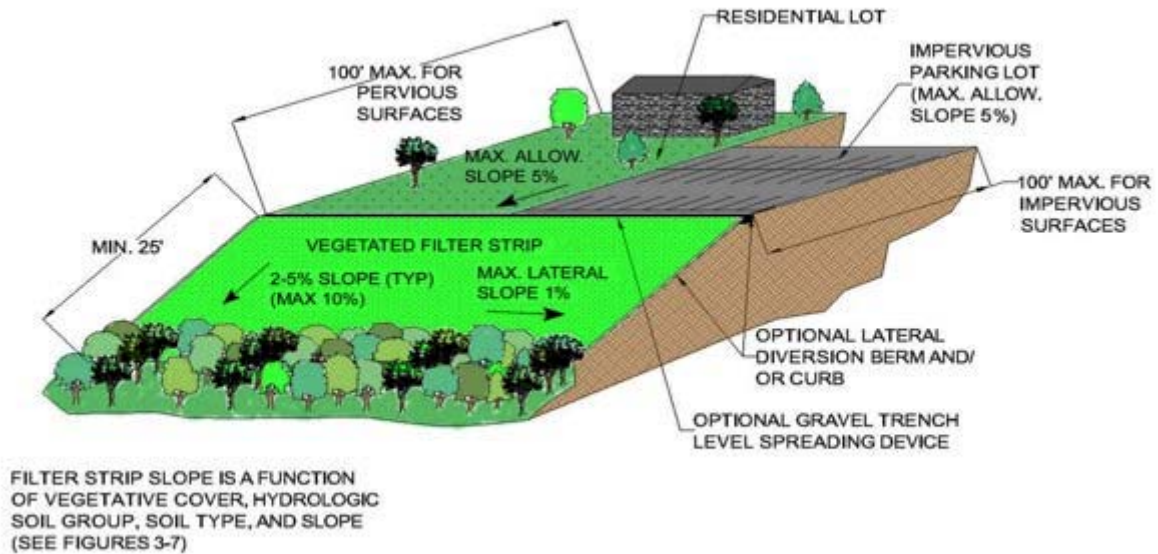 RESIDENTIAL LOT
100' MAX. FOR
PERVIOUS
SURFACES
IMPERVIOUS
PARKING LOT
(MAX. ALLOW.
SLOPE 5%)
MAX. ALLOW.
SLOPE 5%
100' MAX. FOR
IMPERVIOUS
SURFACES
MIN. 25'
VEGETATED FILTER STRIP
2-5% SLOPE (TYP)
(MAX 10%)
MAX. LATERAL
SLOPE 1%
OPTIONAL LATERAL
DIVERSION BERM AND/
OR CURB
OPTIONAL GRAVEL TRENCH
LEVEL SPREADING DEVICE
FILTER STRIP SLOPE IS A FUNCTION
OF VEGETATIVE COVER, HYDROLOGIC
SOIL GROUP, SOIL TYPE, AND SLOPE
(SEE FIGURES 3-7)